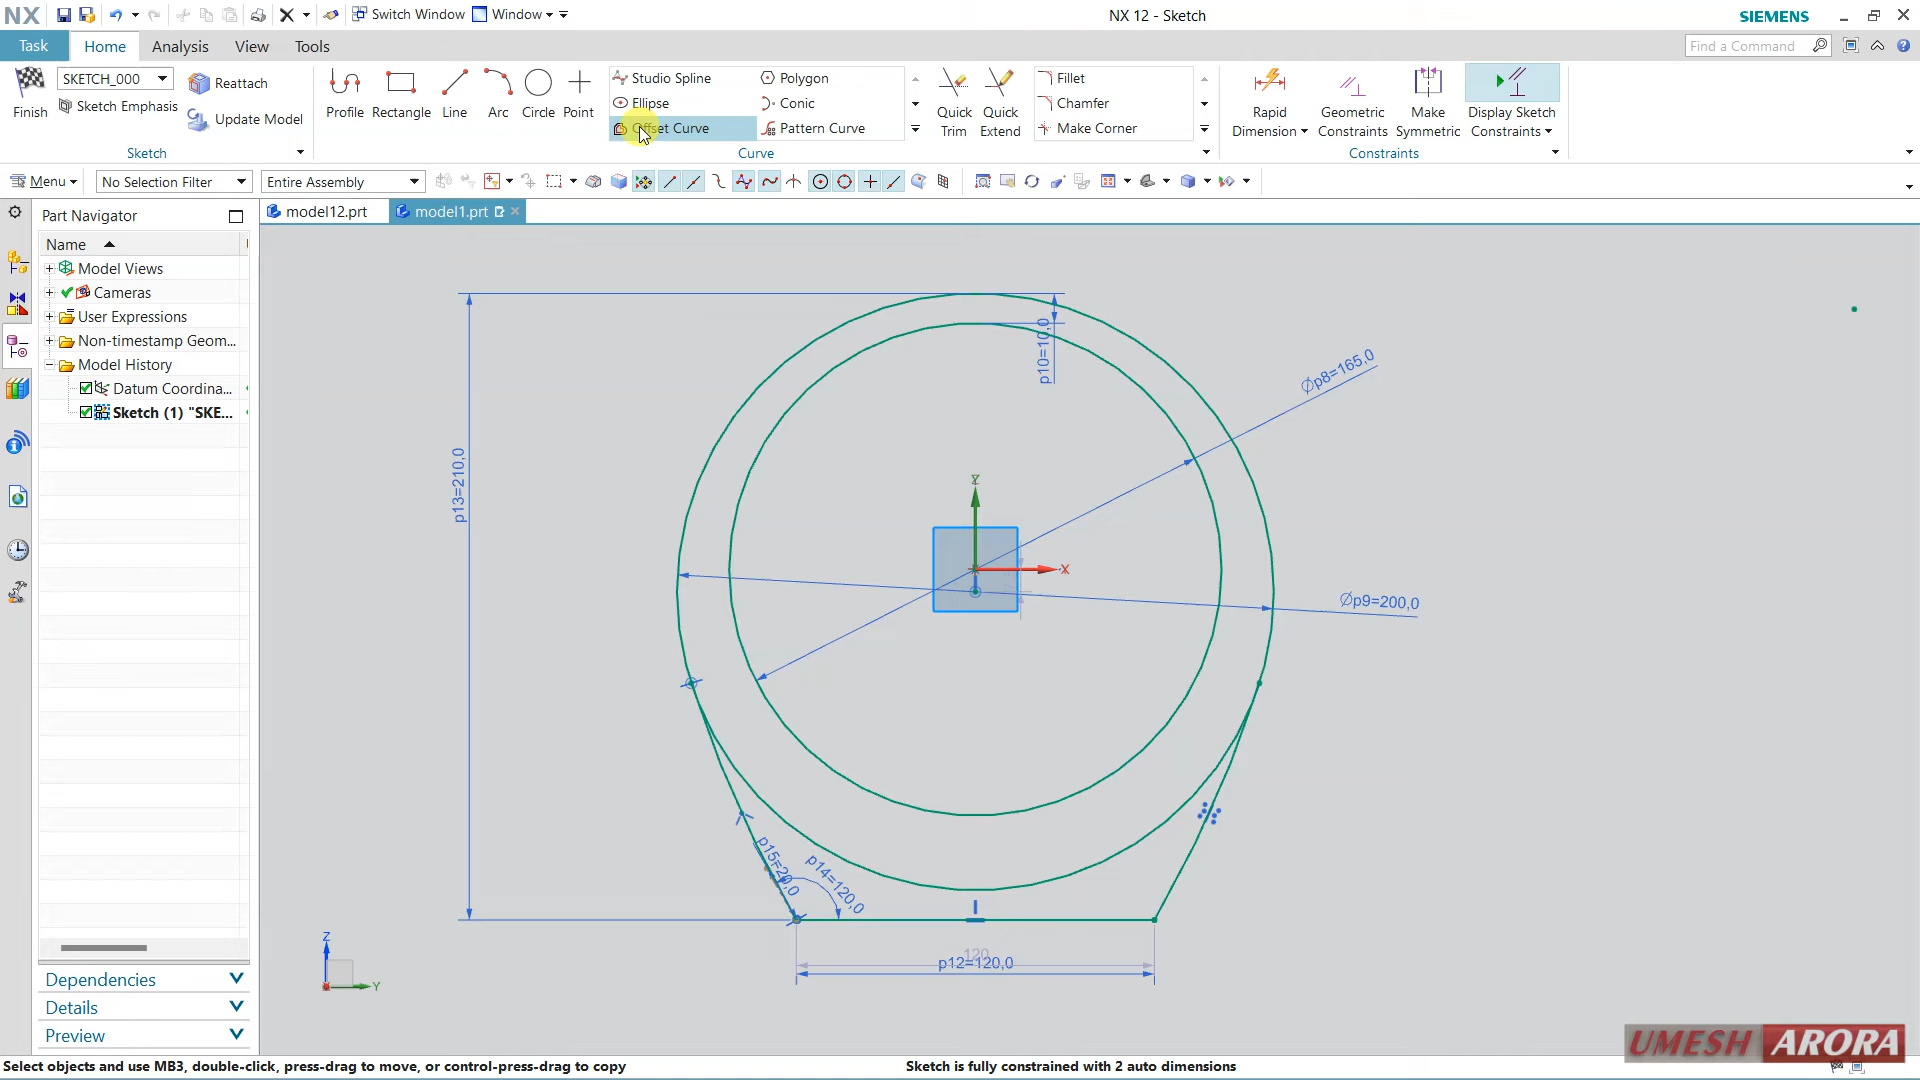 NX Switch Window Window NX 12 - Sketch SIEMENS
Task Home Analysis View Tools Find a Command
SKETCH_000 Reattach
Finish Sketch Emphasis Update Model
Sketch
Profile Rectangle Line Arc Circle Point
Studio Spline Polygon
Ellipse Conic
Offset Curve Pattern Curve
Quick Trim Quick Extend
Fillet
Chamfer
Make Corner
Curve
Rapid Dimension Geometric Constraints Make Symmetric Display Sketch Constraints
Constraints
Menu No Selection Filter Entire Assembly
Part Navigator
model12.prt model1.prt
Name
Model Views
Cameras
User Expressions
Non-timestamp Geom...
Model History
Datum Coordina...
Sketch (1) "SKE...
Dependencies
Details
Preview
p10=10,0
∅p8=165,0
p13=210,0
Y
X
∅p9=200,0
p15=20,0
p14=120,0
120
p12=120,0
Z
Y
UMESH ARORA
Select objects and use MB3, double-click, press-drag to move, or control-press-drag to copy
Sketch is fully constrained with 2 auto dimensions